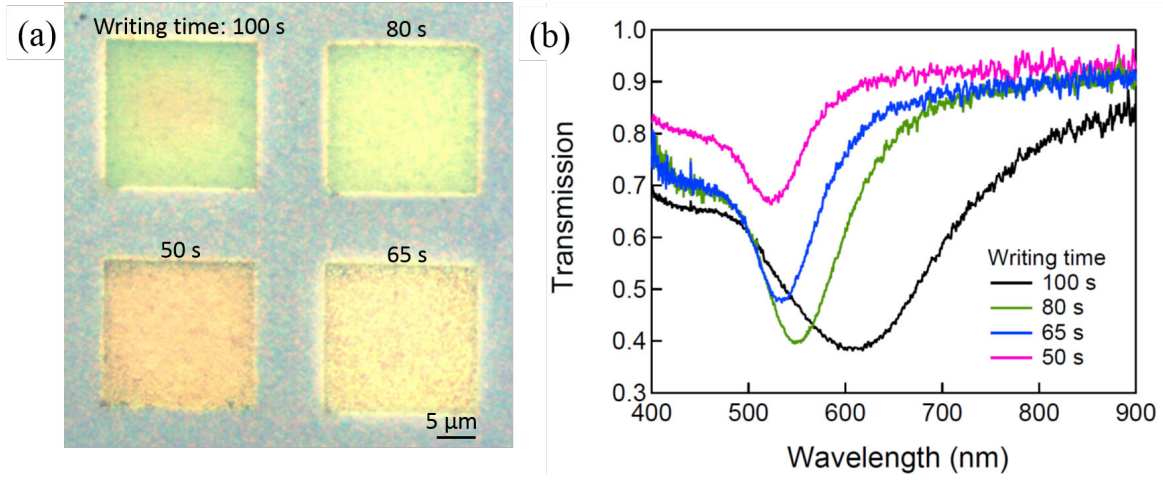 (a)
Writing time: 100 s
80 s
50 s
65 s
5 μm
(b)
Transmission
1.0
0.9
0.8
0.7
0.6
0.5
0.4
0.3
400
500
600
700
800
900
Wavelength (nm)
Writing time
100 s
80 s
65 s
50 s